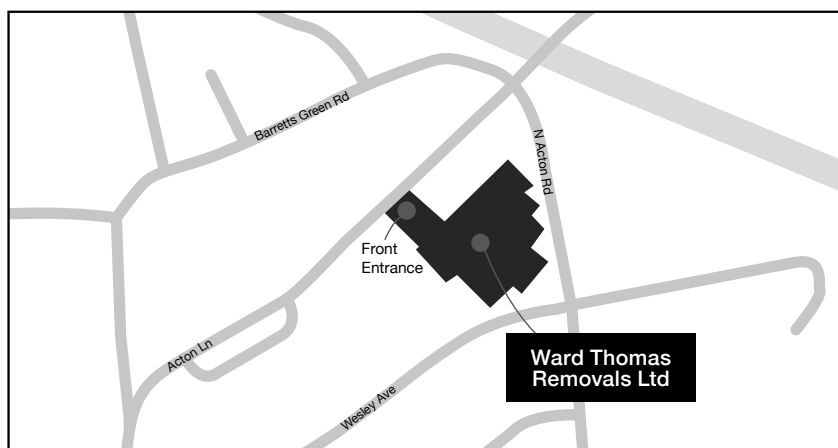 Barretts Green Rd
N Acton Rd
Front
Entrance
Acton Ln
Wesley Ave
Ward Thomas
Removals Ltd